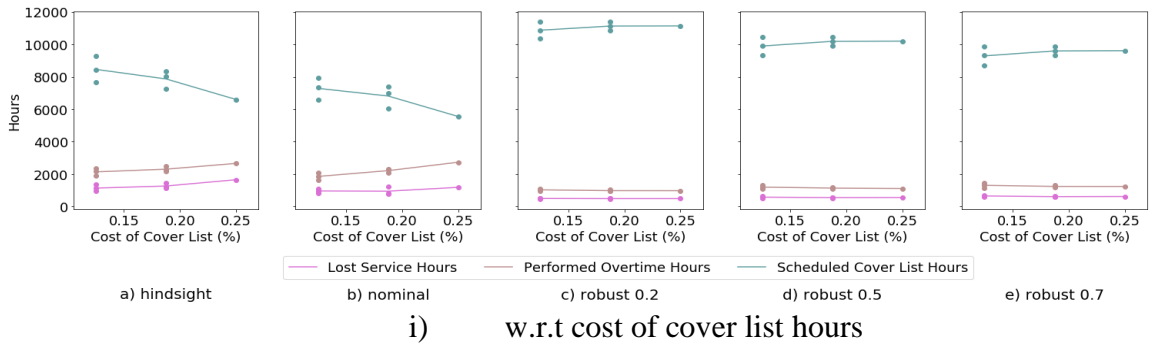 12000
10000
8000
6000
4000
2000
0
Hours
0.15 0.20 0.25
Cost of Cover List (%)
0.15 0.20 0.25
Cost of Cover List (%)
0.15 0.20 0.25
Cost of Cover List (%)
0.15 0.20 0.25
Cost of Cover List (%)
0.15 0.20 0.25
Cost of Cover List (%)
Lost Service Hours Performed Overtime Hours Scheduled Cover List Hours
a) hindsight b) nominal c) robust 0.2 d) robust 0.5 e) robust 0.7
i) w.r.t cost of cover list hours